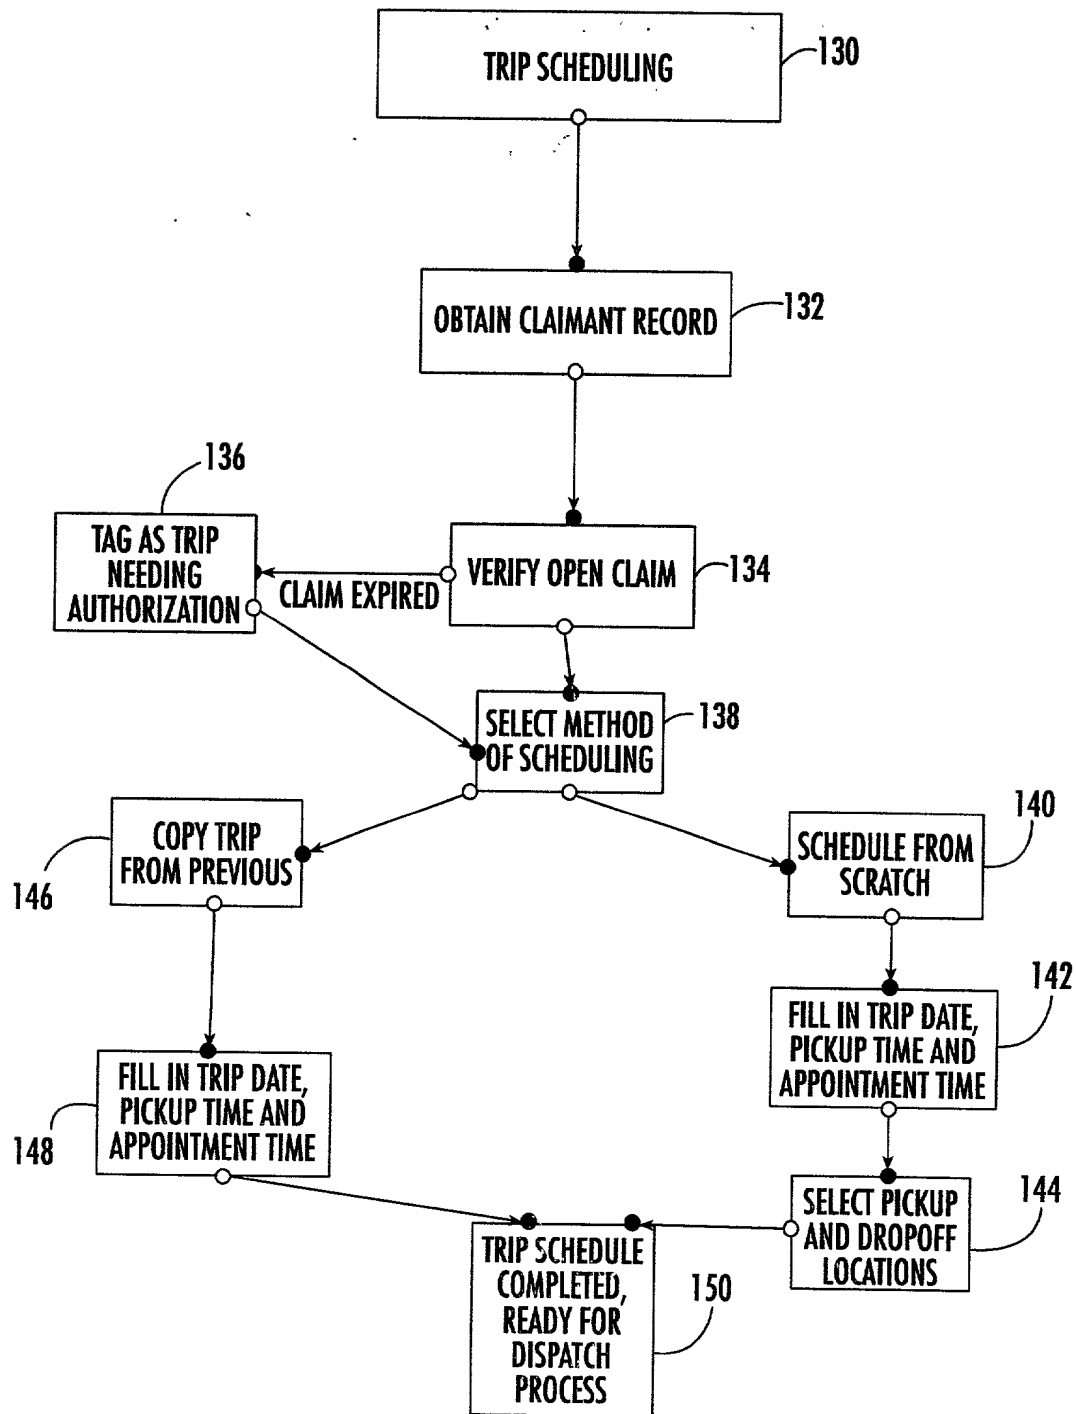 TRIP SCHEDULING
130
OBTAIN CLAIMANT RECORD
132
136
TAG AS TRIP
NEEDING
AUTHORIZATION
CLAIM EXPIRED
VERIFY OPEN CLAIM
134
SELECT METHOD
OF SCHEDULING
138
COPY TRIP
FROM PREVIOUS
146
140
SCHEDULE FROM
SCRATCH
142
FILL IN TRIP DATE,
PICKUP TIME AND
APPOINTMENT TIME
FILL IN TRIP DATE,
PICKUP TIME AND
APPOINTMENT TIME
148
SELECT PICKUP
AND DROPOFF
LOCATIONS
144
TRIP SCHEDULE
COMPLETED,
READY FOR
DISPATCH
PROCESS
150